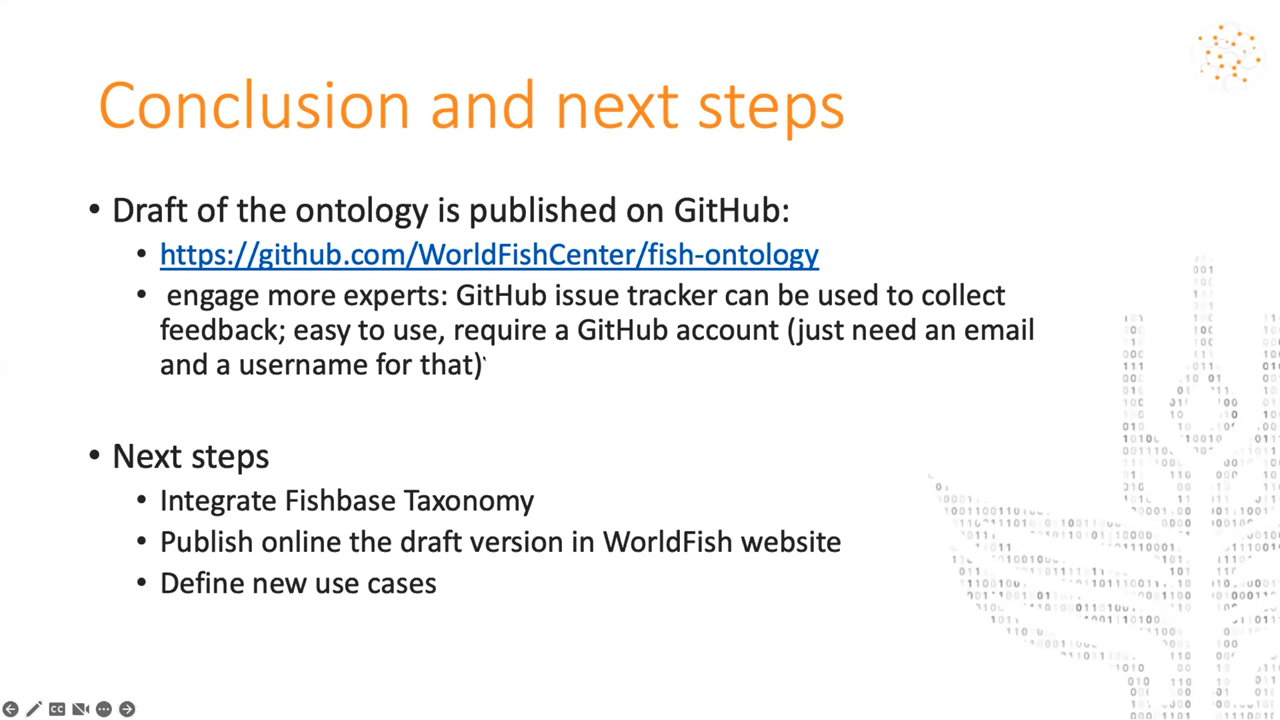 Conclusion and next steps
• Draft of the ontology is published on GitHub:
• https://github.com/WorldFishCenter/fish-ontology
• engage more experts: GitHub issue tracker can be used to collect
feedback; easy to use, require a GitHub account (just need an email
and a username for that)
• Next steps
• Integrate Fishbase Taxonomy
• Publish online the draft version in WorldFish website
• Define new use cases
CC